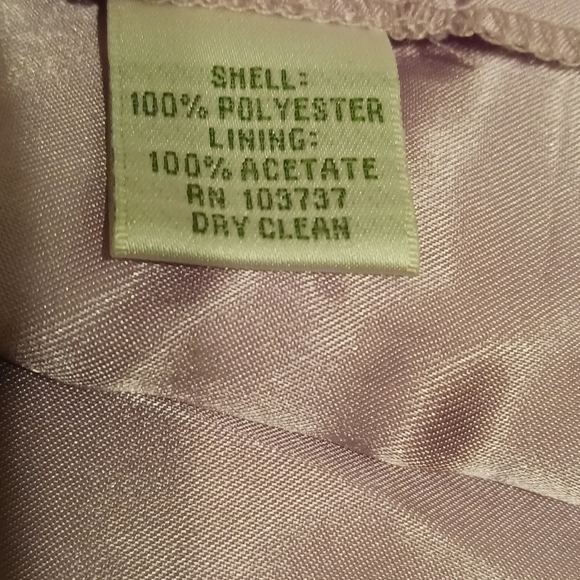 SHELL:
100% POLYESTER
LINING:
100% ACETATE
RN 103737
DRY CLEAN